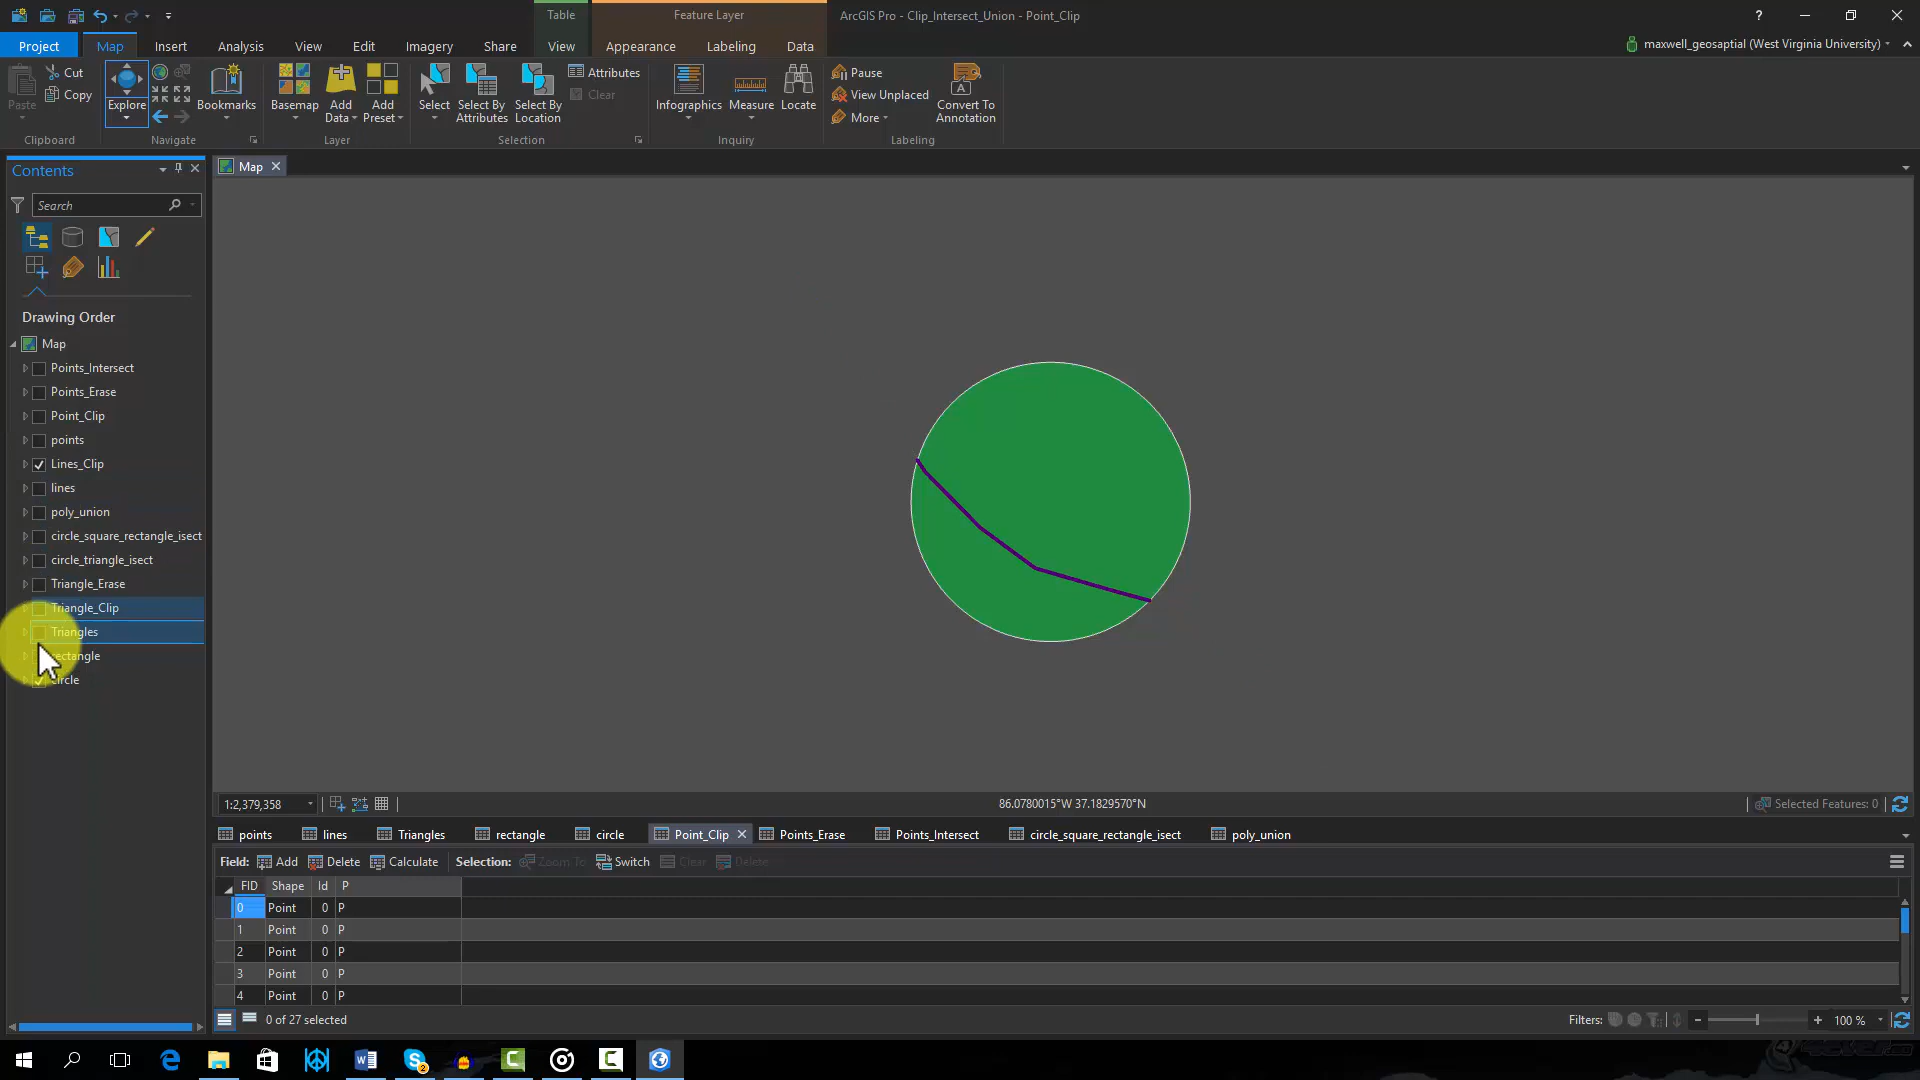 Table
Feature Layer
ArcGIS Pro - Clip_Intersect_Union - Point_Clip
?
Project
Map
Insert
Analysis
View
Edit
Imagery
Share
View
Appearance
Labeling
Data
maxwell_geosaptial (West Virginia University)
Paste
Cut
Copy
Clipboard
Explore
Bookmarks
Navigate
Basemap
Add Data
Add Preset
Layer
Select
Select By Attributes
Select By Location
Attributes
Clear
Selection
Infographics
Measure
Locate
Inquiry
Pause
View Unplaced
More
Convert To Annotation
Labeling
Contents
Search
Drawing Order
Map
Points_Intersect
Points_Erase
Point_Clip
points
Lines_Clip
lines
poly_union
circle_square_rectangle_isect
circle_triangle_isect
Triangle_Erase
Triangle_Clip
Triangles
rectangle
circle
Map
1:2,379,358
86.0780015°W 37.1829570°N
Selected Features: 0
points
lines
Triangles
rectangle
circle
Point_Clip
Points_Erase
Points_Intersect
circle_square_rectangle_isect
poly_union
Field:
Add
Delete
Calculate
Selection:
Zoom To
Switch
Clear
Delete
FID Shape Id P
0 Point 0 P
1 Point 0 P
2 Point 0 P
3 Point 0 P
4 Point 0 P
0 of 27 selected
Filters:
100 %
2